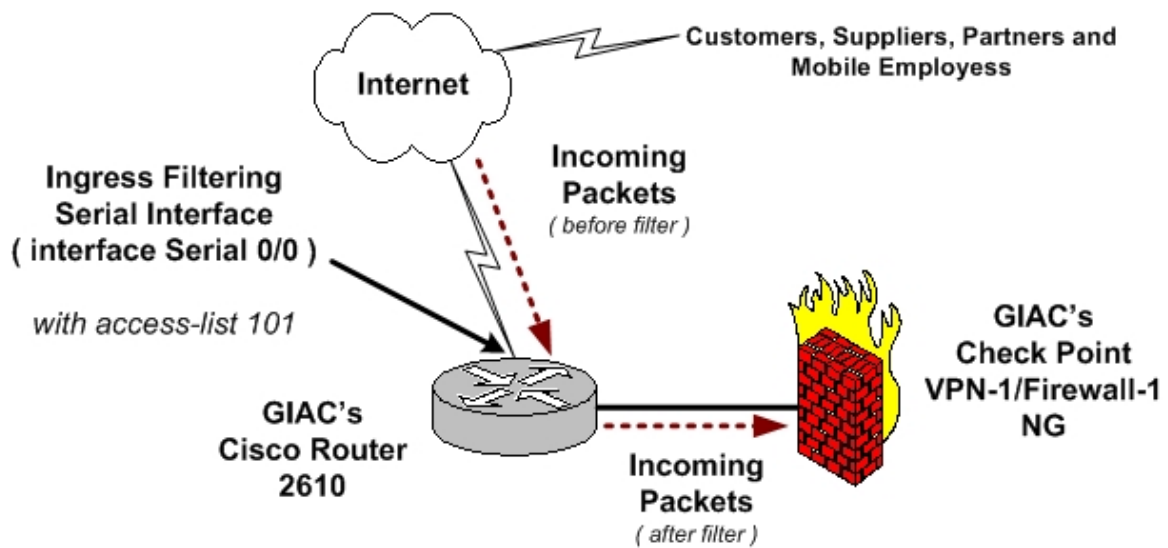 Customers, Suppliers, Partners and
Mobile Employess
Internet
Incoming
Packets
( before filter )
Ingress Filtering
Serial Interface
( interface Serial 0/0 )
with access-list 101
GIAC's
Check Point
VPN-1/Firewall-1
NG
GIAC's
Cisco Router
2610
Incoming
Packets
( after filter )